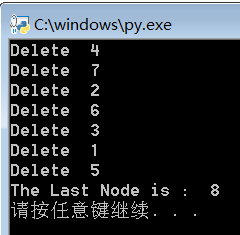 C:\windows\py.exe
Delete  4
Delete  7
Delete  2
Delete  6
Delete  3
Delete  1
Delete  5
The Last Node is :  8
请按任意键继续. . .